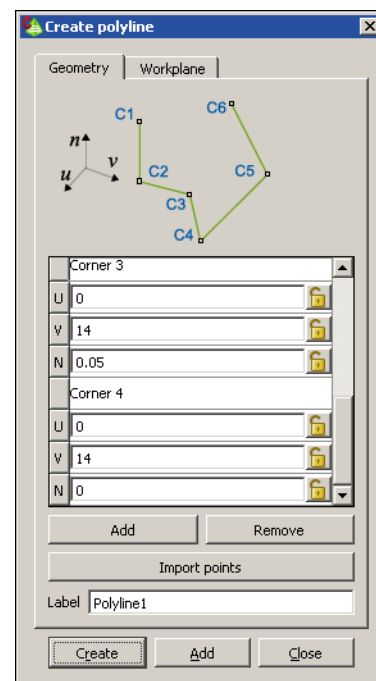 Create polyline
Geometry Workplane
C1
C6
n
v
u
C2
C5
C3
C4
Corner 3
U 0
V 14
N 0.05
Corner 4
U 0
V 14
N 0
Add Remove
Import points
Label Polyline1
Create Add Close